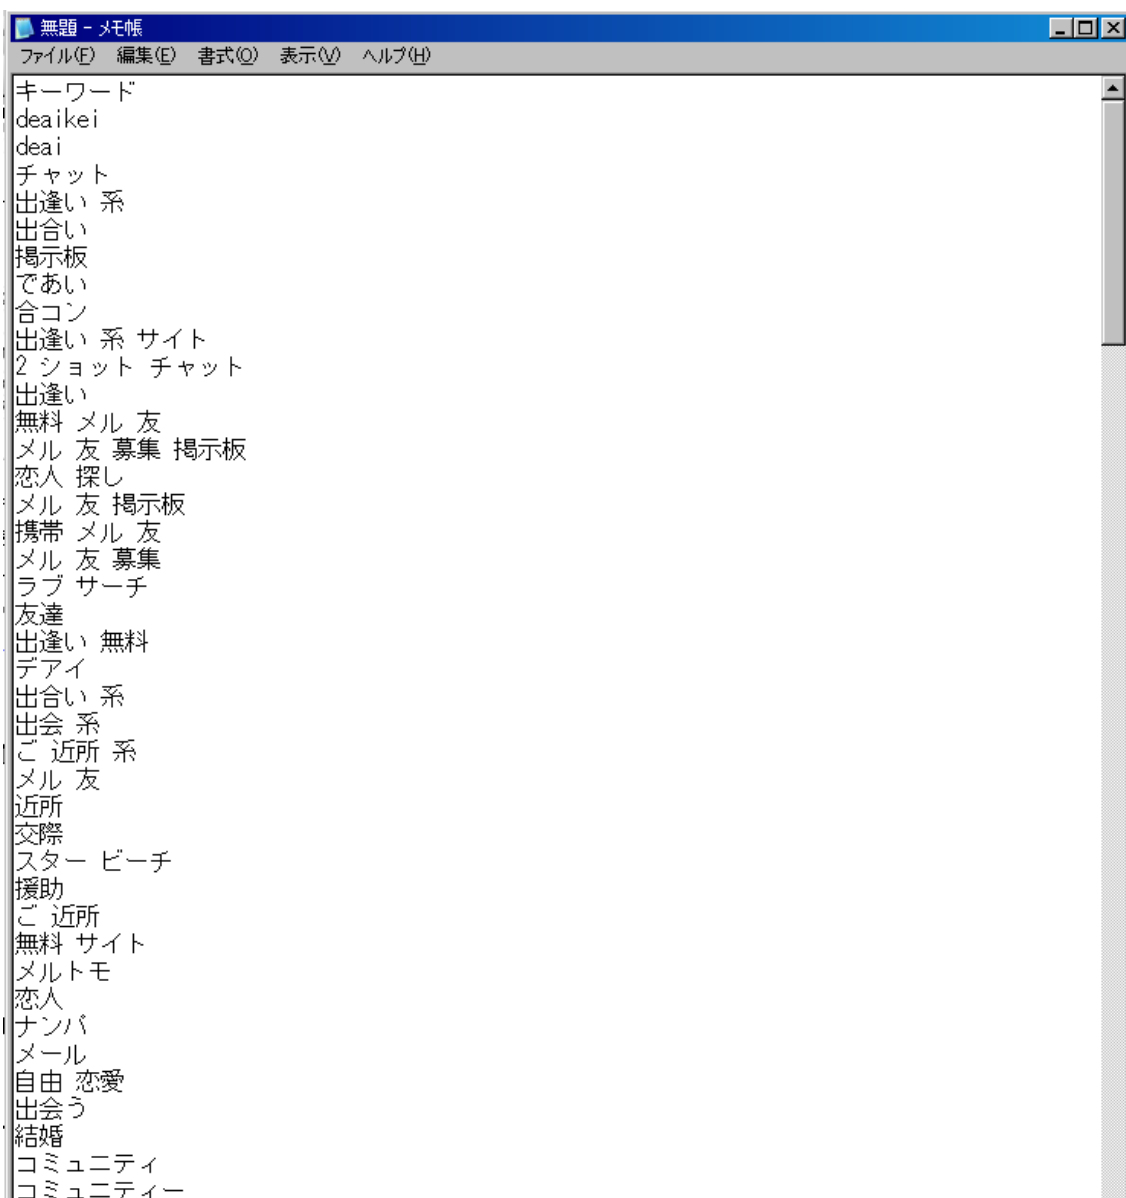 無題 - メモ帳
ファイル(F) 編集(E) 書式(O) 表示(V) ヘルプ(H)
キーワード
deaikei
deai
チャット
出逢い 系
出合い
掲示板
であい
合コン
出逢い 系 サイト
2 ショット チャット
出逢い
無料 メル 友
メル 友 募集 掲示板
恋人 探し
メル 友 掲示板
携帯 メル 友
メル 友 募集
ラブ サーチ
友達
出逢い 無料
デアイ
出合い 系
出会 系
ご 近所 系
メル 友
近所
交際
スター ビーチ
援助
ご 近所
無料 サイト
メルトモ
恋人
ナンパ
メール
自由 恋愛
出会う
結婚
コミュニティ
コミュニティー